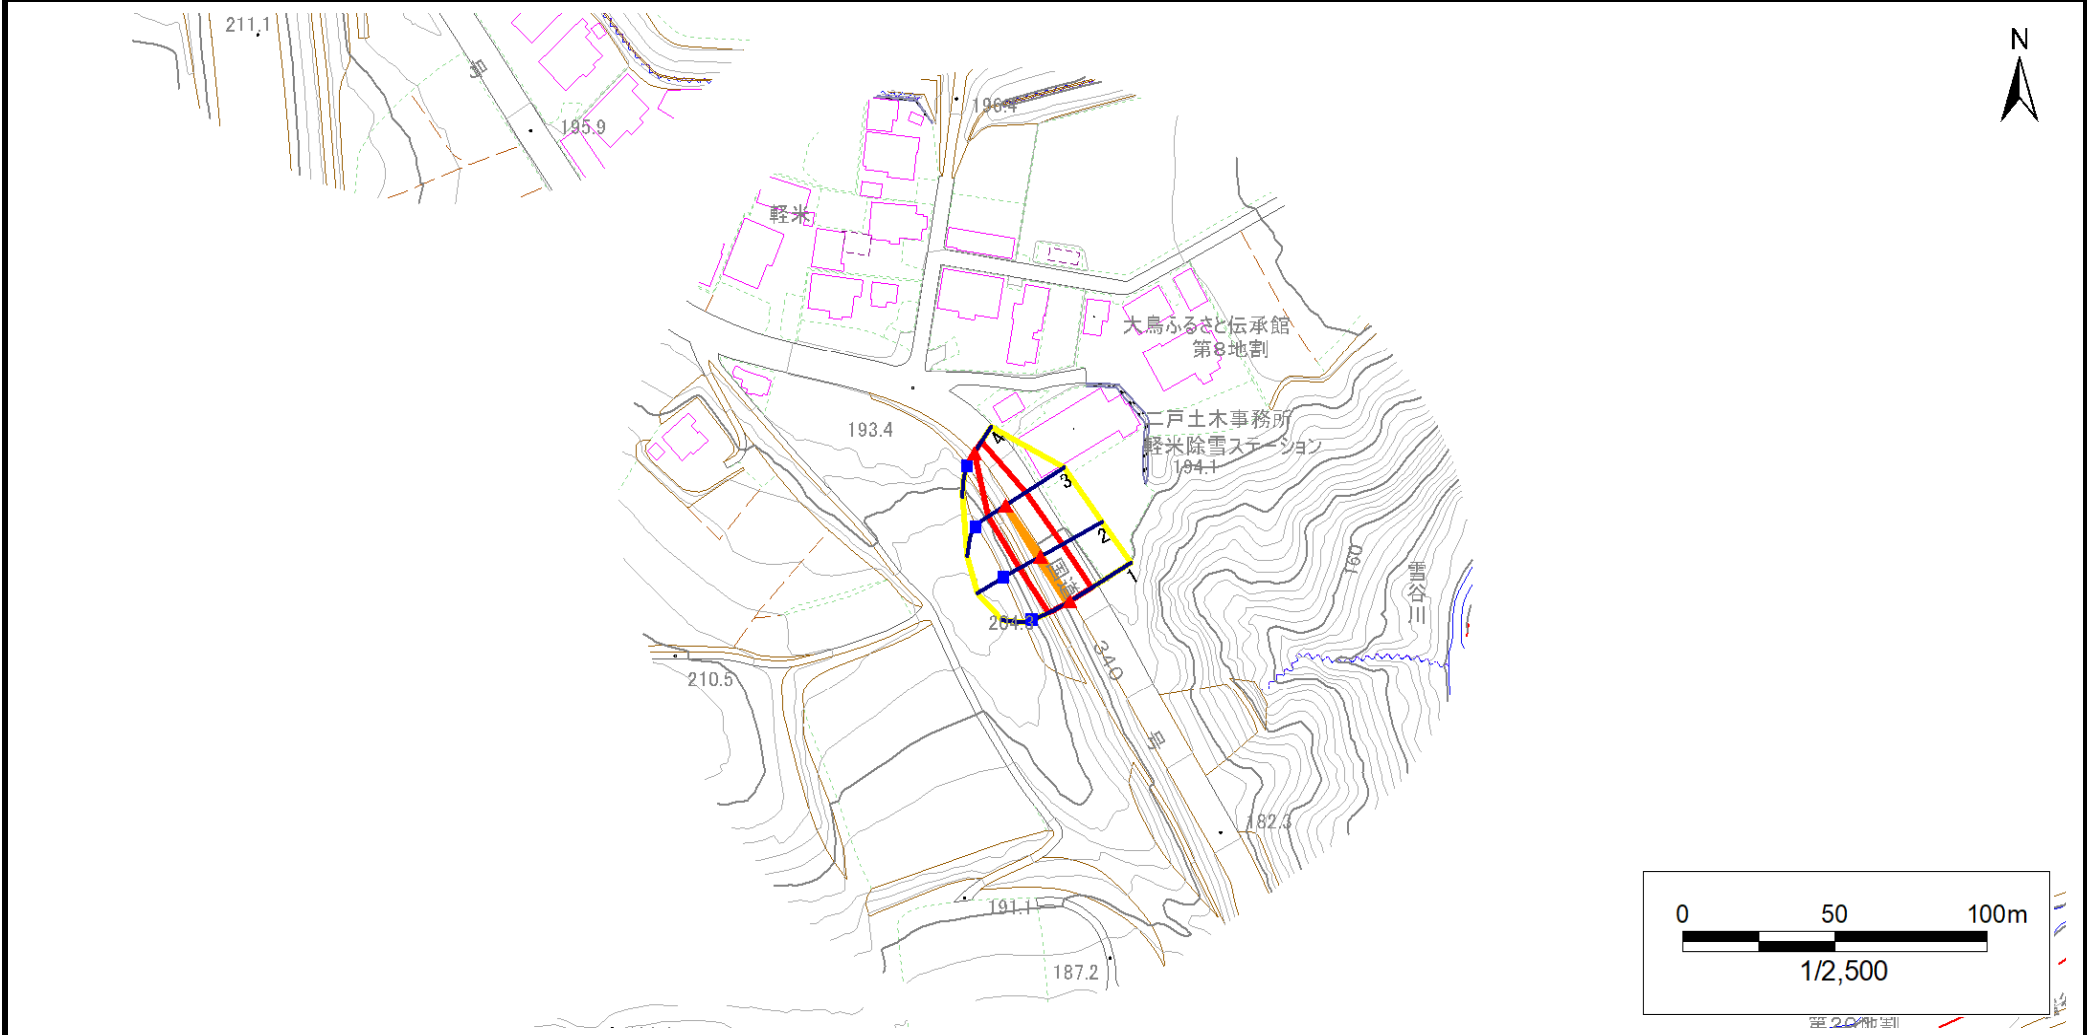 211.1
号
195.9
N
196.4
軽米
大鳥ふるさと伝承館
第8地割
193.4
二戸土木事務所
軽米除雪ステーション
194.1
4
3
2
1
国道
340
号
204.3
160
雪谷川
210.5
182.3
191.1
187.2
0 50 100m
1/2,500